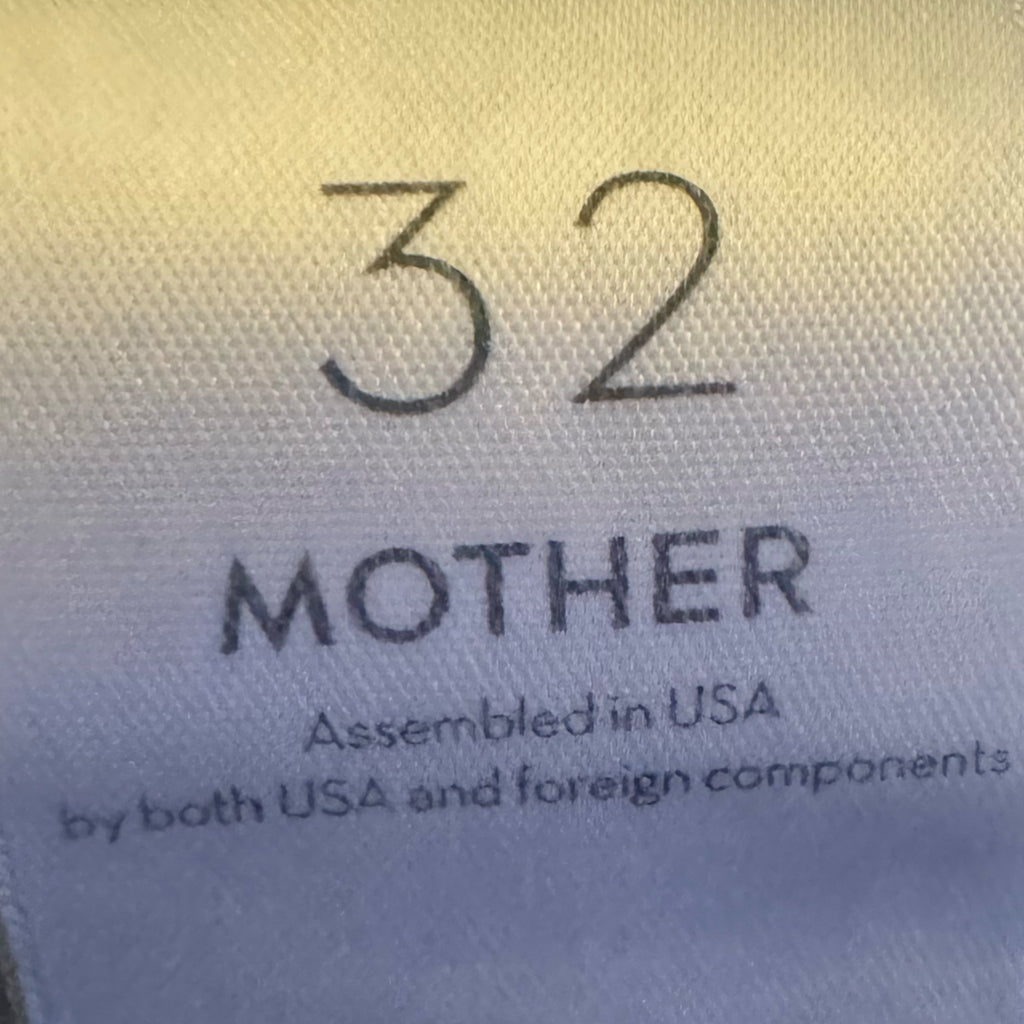 32
MOTHER
Assembled in USA
by both USA and foreign components